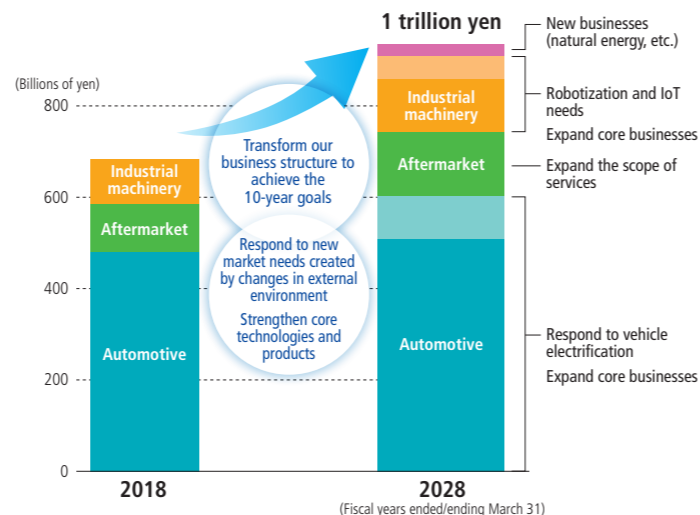 1 trillion yen
(Billions of yen)
800
600
400
200
0
Industrial
machinery
Aftermarket
Automotive
2018
Transform our
business structure to
achieve the
10-year goals
Respond to new
market needs created
by changes in external
environment
Strengthen core
technologies and
products
Industrial
machinery
Aftermarket
Automotive
2028
(Fiscal years ended/ending March 31)
New businesses
(natural energy, etc.)
Robotization and IoT
needs
Expand core businesses
Expand the scope of
services
Respond to vehicle
electrification
Expand core businesses